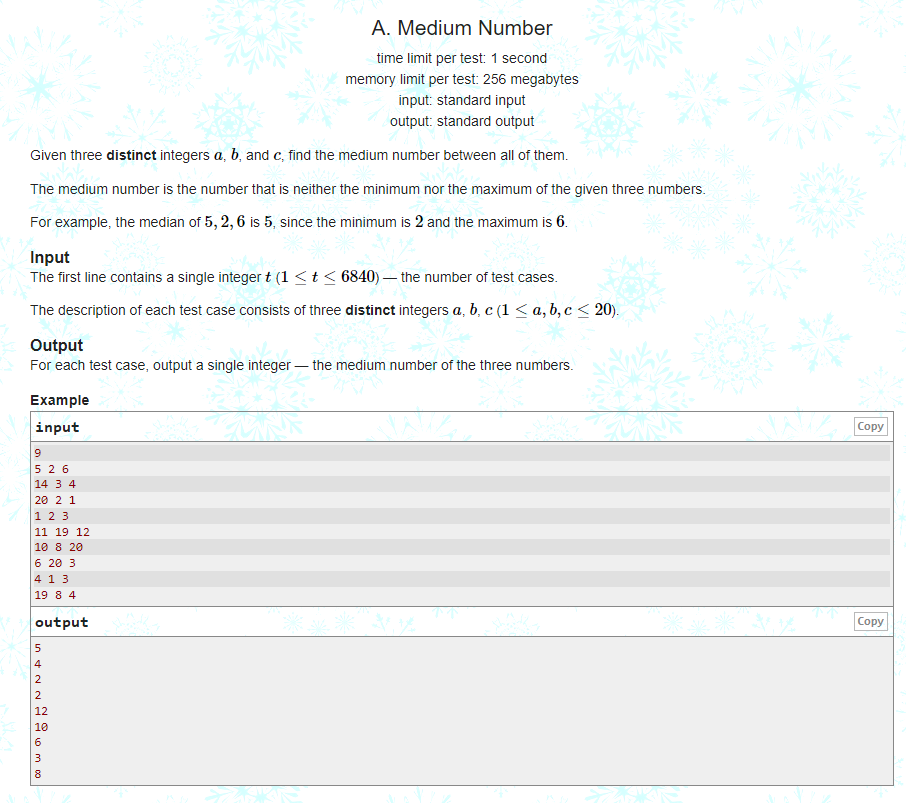 A. Medium Number
time limit per test: 1 second
memory limit per test: 256 megabytes
input: standard input
output: standard output
Given three distinct integers a, b, and c, find the medium number between all of them.
The medium number is the number that is neither the minimum nor the maximum of the given three numbers.
For example, the median of 5, 2, 6 is 5, since the minimum is 2 and the maximum is 6.
Input
The first line contains a single integer t (1 ≤ t ≤ 6840) — the number of test cases.
The description of each test case consists of three distinct integers a, b, c (1 ≤ a, b, c ≤ 20).
Output
For each test case, output a single integer — the medium number of the three numbers.
Example
input Copy
9
5 2 6
14 3 4
20 2 1
1 2 3
11 19 12
10 8 20
6 20 3
4 1 3
19 8 4
output Copy
5
4
2
2
12
10
6
3
8